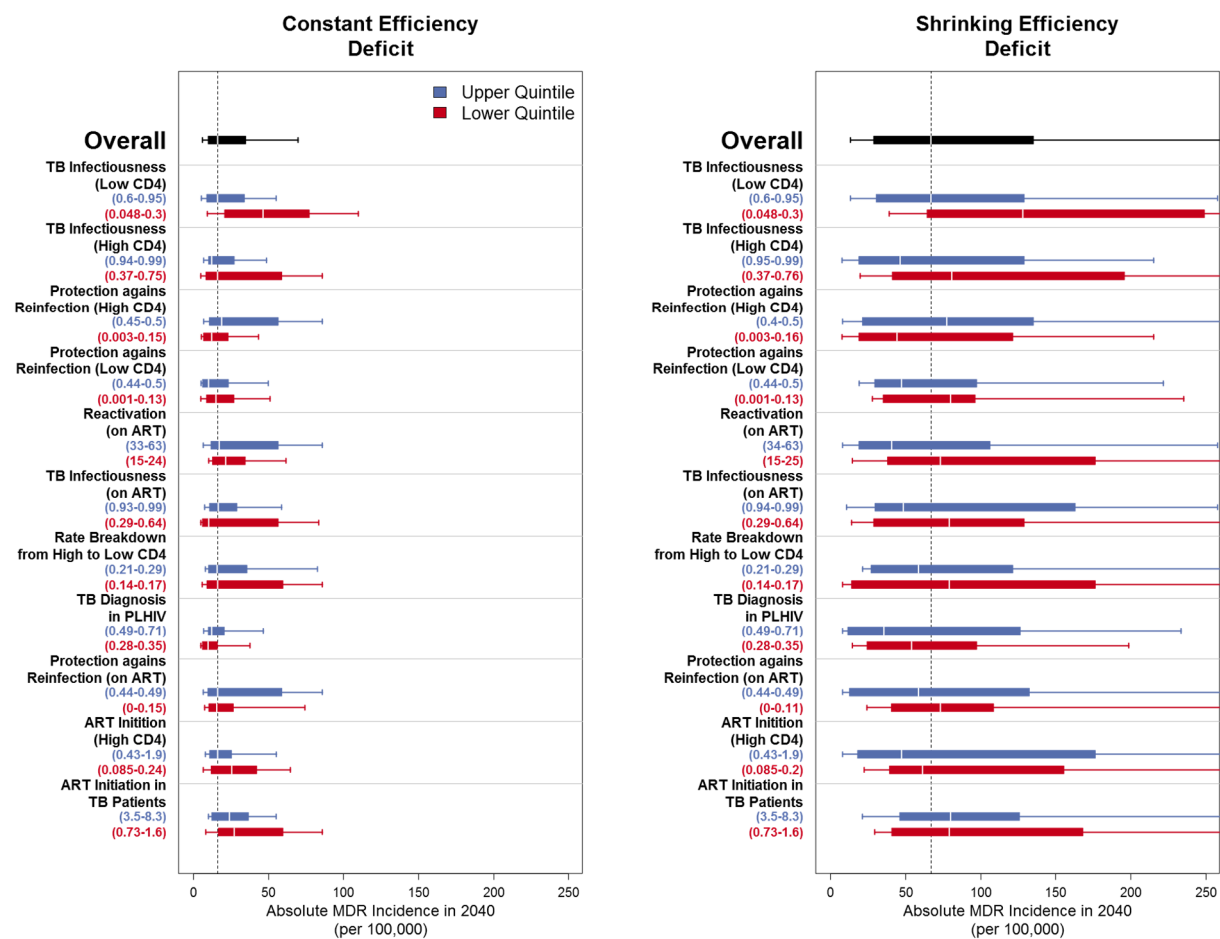 Constant Efficiency
Deficit
Upper Quintile
Lower Quintile
Overall
TB Infectiousness
(Low CD4)
(0.6-0.95)
(0.048-0.3)
TB Infectiousness
(High CD4)
(0.94-0.99)
(0.37-0.75)
Protection agains
Reinfection (High CD4)
(0.45-0.5)
(0.003-0.15)
Protection agains
Reinfection (Low CD4)
(0.44-0.5)
(0.001-0.13)
Reactivation
(on ART)
(33-63)
(15-24)
TB Infectiousness
(on ART)
(0.93-0.99)
(0.29-0.64)
Rate Breakdown
from High to Low CD4
(0.21-0.29)
(0.14-0.17)
TB Diagnosis
in PLHIV
(0.49-0.71)
(0.28-0.35)
Protection agains
Reinfection (on ART)
(0.44-0.49)
(0-0.15)
ART Initition
(High CD4)
(0.43-1.9)
(0.085-0.24)
ART Initiation in
TB Patients
(3.5-8.3)
(0.73-1.6)
0 50 100 150 200 250
Absolute MDR Incidence in 2040
(per 100,000)
Shrinking Efficiency
Deficit
Overall
TB Infectiousness
(Low CD4)
(0.6-0.95)
(0.048-0.3)
TB Infectiousness
(High CD4)
(0.95-0.99)
(0.37-0.76)
Protection agains
Reinfection (High CD4)
(0.4-0.5)
(0.003-0.16)
Protection agains
Reinfection (Low CD4)
(0.44-0.5)
(0.001-0.13)
Reactivation
(on ART)
(34-63)
(15-25)
TB Infectiousness
(on ART)
(0.94-0.99)
(0.29-0.64)
Rate Breakdown
from High to Low CD4
(0.21-0.29)
(0.14-0.17)
TB Diagnosis
in PLHIV
(0.49-0.71)
(0.28-0.35)
Protection agains
Reinfection (on ART)
(0.44-0.49)
(0-0.11)
ART Initition
(High CD4)
(0.43-1.9)
(0.085-0.2)
ART Initiation in
TB Patients
(3.5-8.3)
(0.73-1.6)
0 50 100 150 200 250
Absolute MDR Incidence in 2040
(per 100,000)